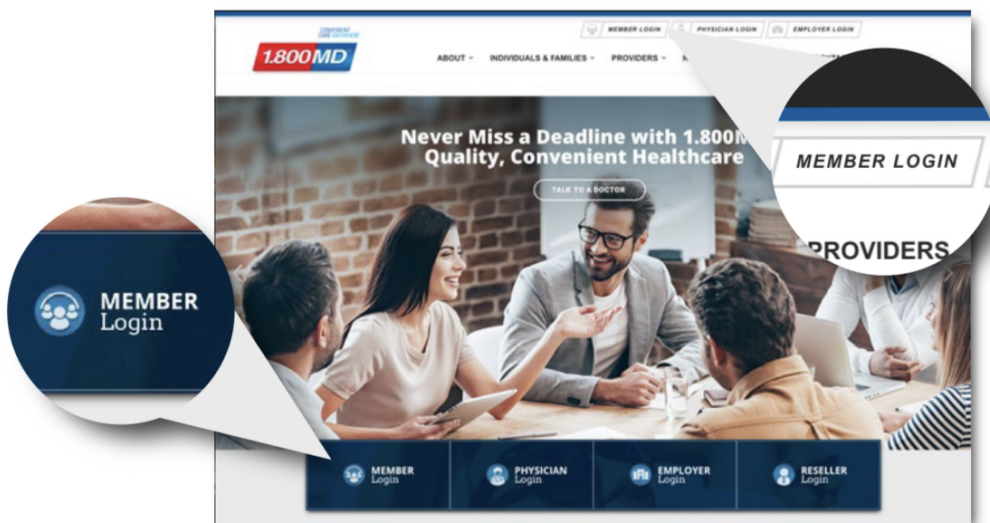 CONVENIENT
CARE ANYWHERE
1.800MD
MEMBER LOGIN
PHYSICIAN LOGIN
EMPLOYER LOGIN
ABOUT
INDIVIDUALS & FAMILIES
PROVIDERS
Never Miss a Deadline with 1.800M
Quality, Convenient Healthcare
TALK TO A DOCTOR
MEMBER LOGIN
PROVIDERS
MEMBER
Login
MEMBER
Login
PHYSICIAN
Login
EMPLOYER
Login
RESELLER
Login